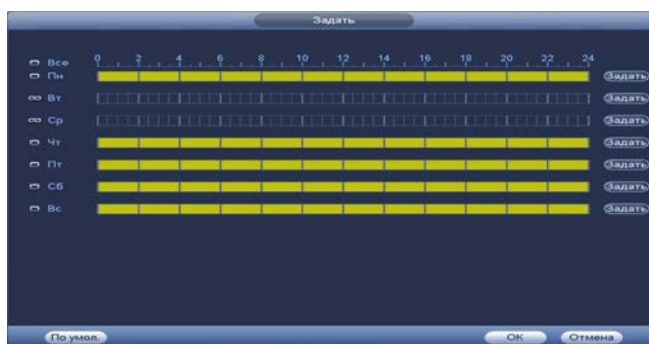 Задать
Все 0 2 4 6 8 10 12 14 16 18 20 22 24
Пн Задать
Вт Задать
Ср Задать
Чт Задать
Пт Задать
Сб Задать
Вс Задать
По умол. OK Отмена